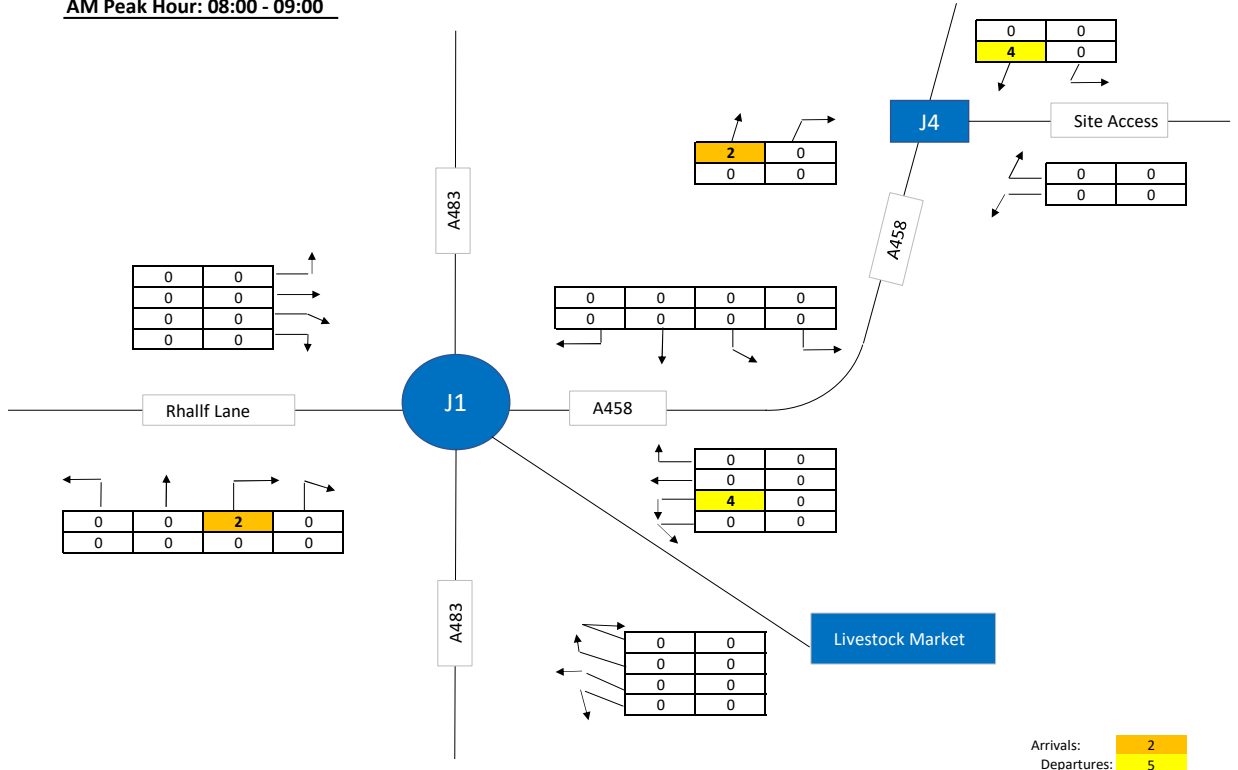 AM Peak Hour: 08:00 - 09:00
0 0
4 0
J4
Site Access
2 0
0 0
0 0
0 0
A483
A458
0 0
0 0
0 0
0 0
0 0 0 0
0 0 0 0
J1
Rhallf Lane
A458
0 0
0 0
4 0
0 0
0 0 2 0
0 0 0 0
A483
Livestock Market
0 0
0 0
0 0
0 0
Arrivals: 2
Departures: 5